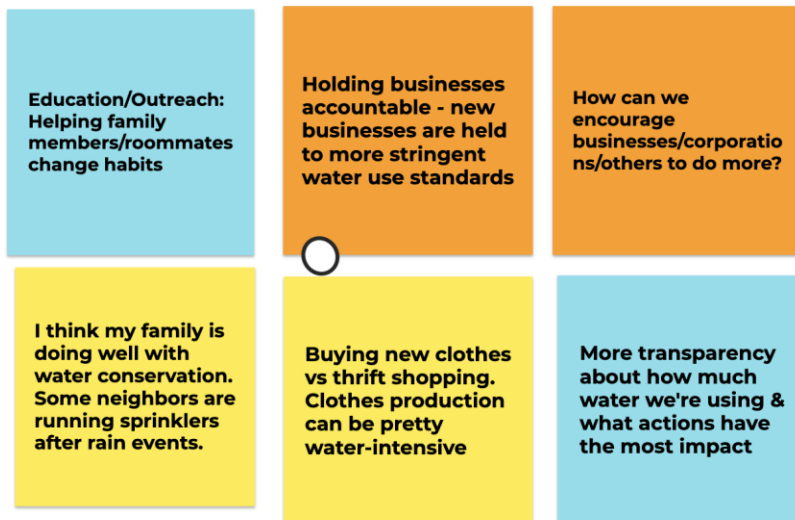 Education/Outreach:
Helping family
members/roommates
change habits
Holding businesses
accountable - new
businesses are held
to more stringent
water use standards
How can we
encourage
businesses/corporatio
ns/others to do more?
I think my family is
doing well with
water conservation.
Some neighbors are
running sprinklers
after rain events.
Buying new clothes
vs thrift shopping.
Clothes production
can be pretty
water-intensive
More transparency
about how much
water we're using &
what actions have
the most impact